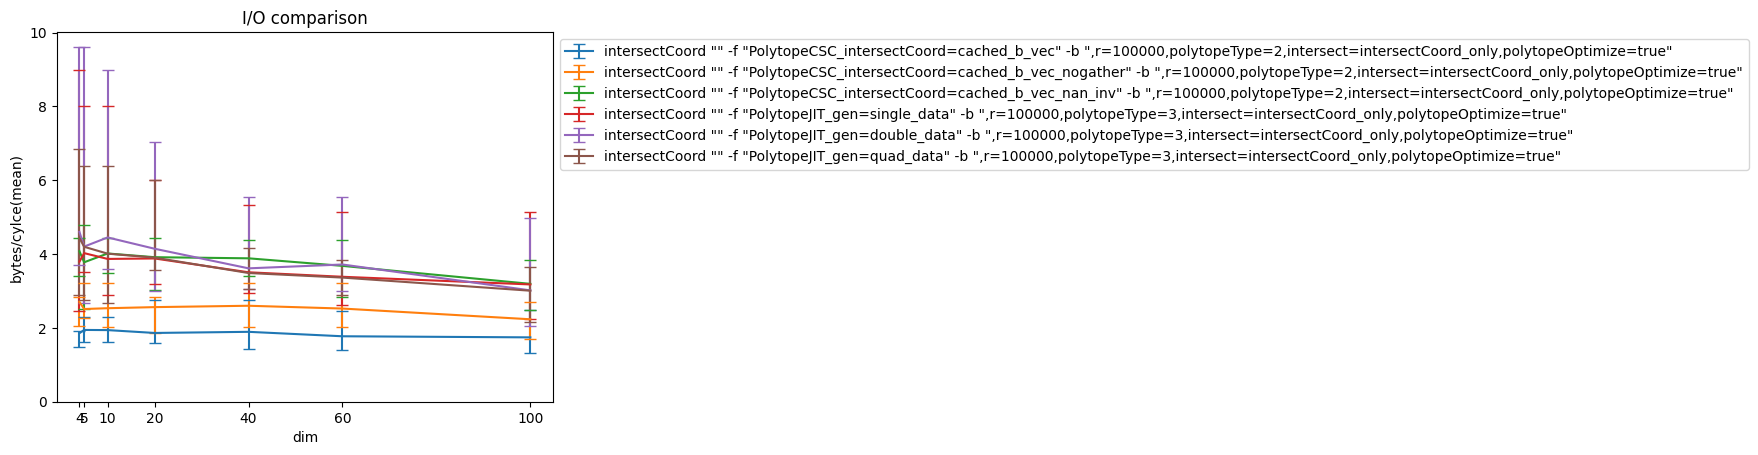 I/O comparison
bytes/cylce(mean)
10
8
6
4
2
0
4 5 10 20 40 60 100
dim
intersectCoord "" -f "PolytopeCSC_intersectCoord=cached_b_vec" -b ",r=100000,polytopeType=2,intersect=intersectCoord_only,polytopeOptimize=true"
intersectCoord "" -f "PolytopeCSC_intersectCoord=cached_b_vec_nogather" -b ",r=100000,polytopeType=2,intersect=intersectCoord_only,polytopeOptimize=true"
intersectCoord "" -f "PolytopeCSC_intersectCoord=cached_b_vec_nan_inv" -b ",r=100000,polytopeType=2,intersect=intersectCoord_only,polytopeOptimize=true"
intersectCoord "" -f "PolytopeJIT_gen=single_data" -b ",r=100000,polytopeType=3,intersect=intersectCoord_only,polytopeOptimize=true"
intersectCoord "" -f "PolytopeJIT_gen=double_data" -b ",r=100000,polytopeType=3,intersect=intersectCoord_only,polytopeOptimize=true"
intersectCoord "" -f "PolytopeJIT_gen=quad_data" -b ",r=100000,polytopeType=3,intersect=intersectCoord_only,polytopeOptimize=true"